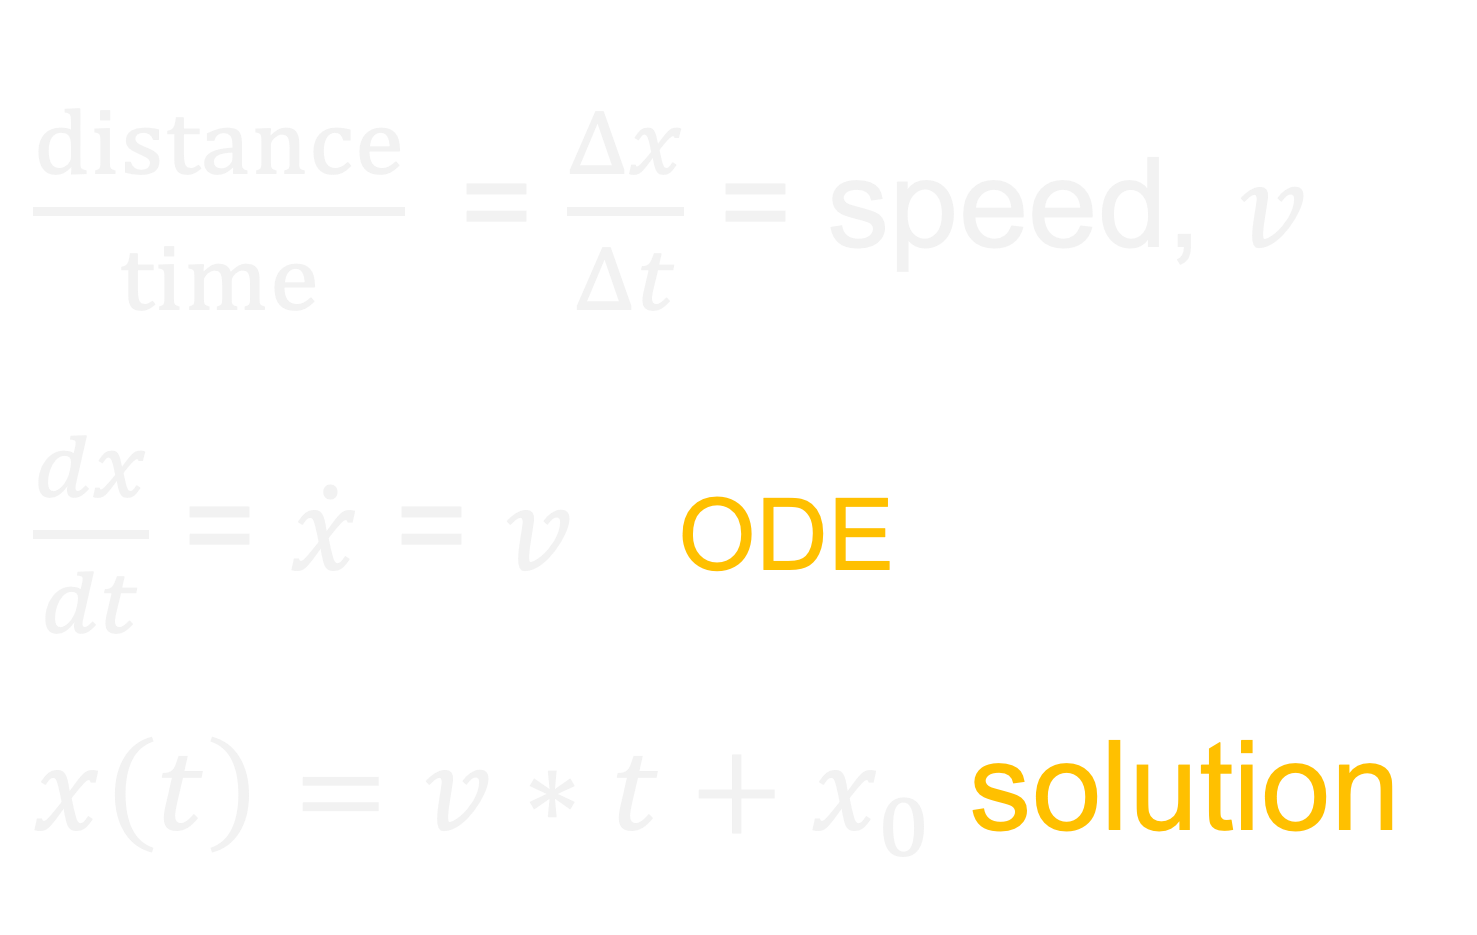 distance/time = Δx/Δt = speed, v
dx/dt = ẋ = v ODE
x(t) = v * t + x₀ solution